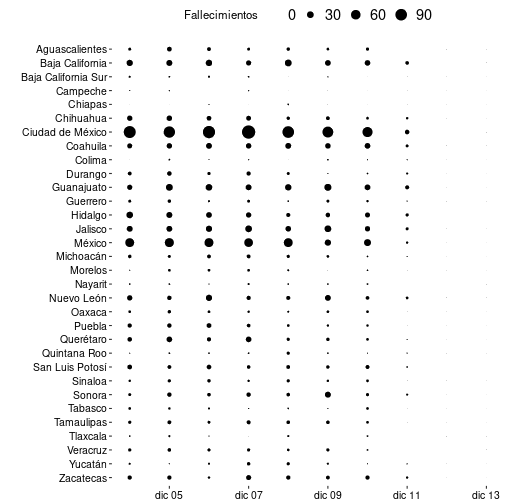 Fallecimientos 0 30 60 90
Aguascalientes
Baja California
Baja California Sur
Campeche
Chiapas
Chihuahua
Ciudad de México
Coahuila
Colima
Durango
Guanajuato
Guerrero
Hidalgo
Jalisco
México
Michoacán
Morelos
Nayarit
Nuevo León
Oaxaca
Puebla
Querétaro
Quintana Roo
San Luis Potosí
Sinaloa
Sonora
Tabasco
Tamaulipas
Tlaxcala
Veracruz
Yucatán
Zacatecas
dic 05 dic 07 dic 09 dic 11 dic 13